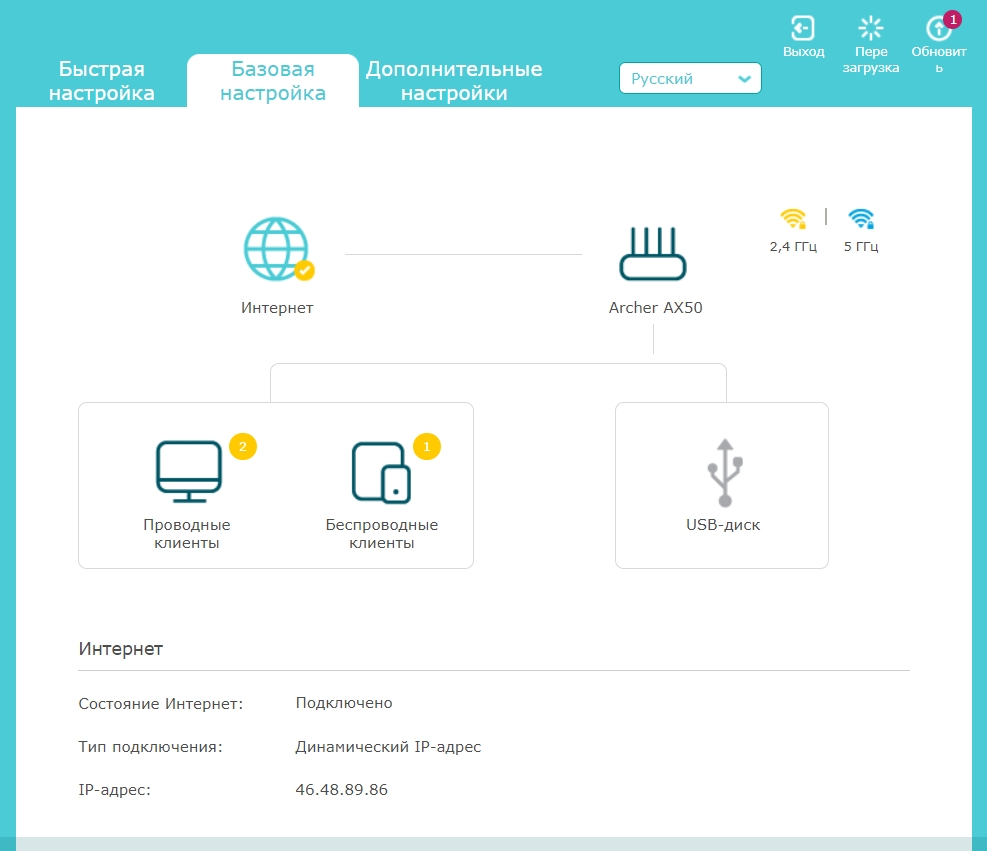 Выход
Пере
загрузка
Обновит
ь
1
Быстрая
настройка
Базовая
настройка
Дополнительные
настройки
Русский
2,4 ГГц
5 ГГц
Интернет
Archer AX50
2
Проводные
клиенты
1
Беспроводные
клиенты
USB-диск
Интернет
Состояние Интернет: Подключено
Тип подключения: Динамический IP-адрес
IP-адрес: 46.48.89.86